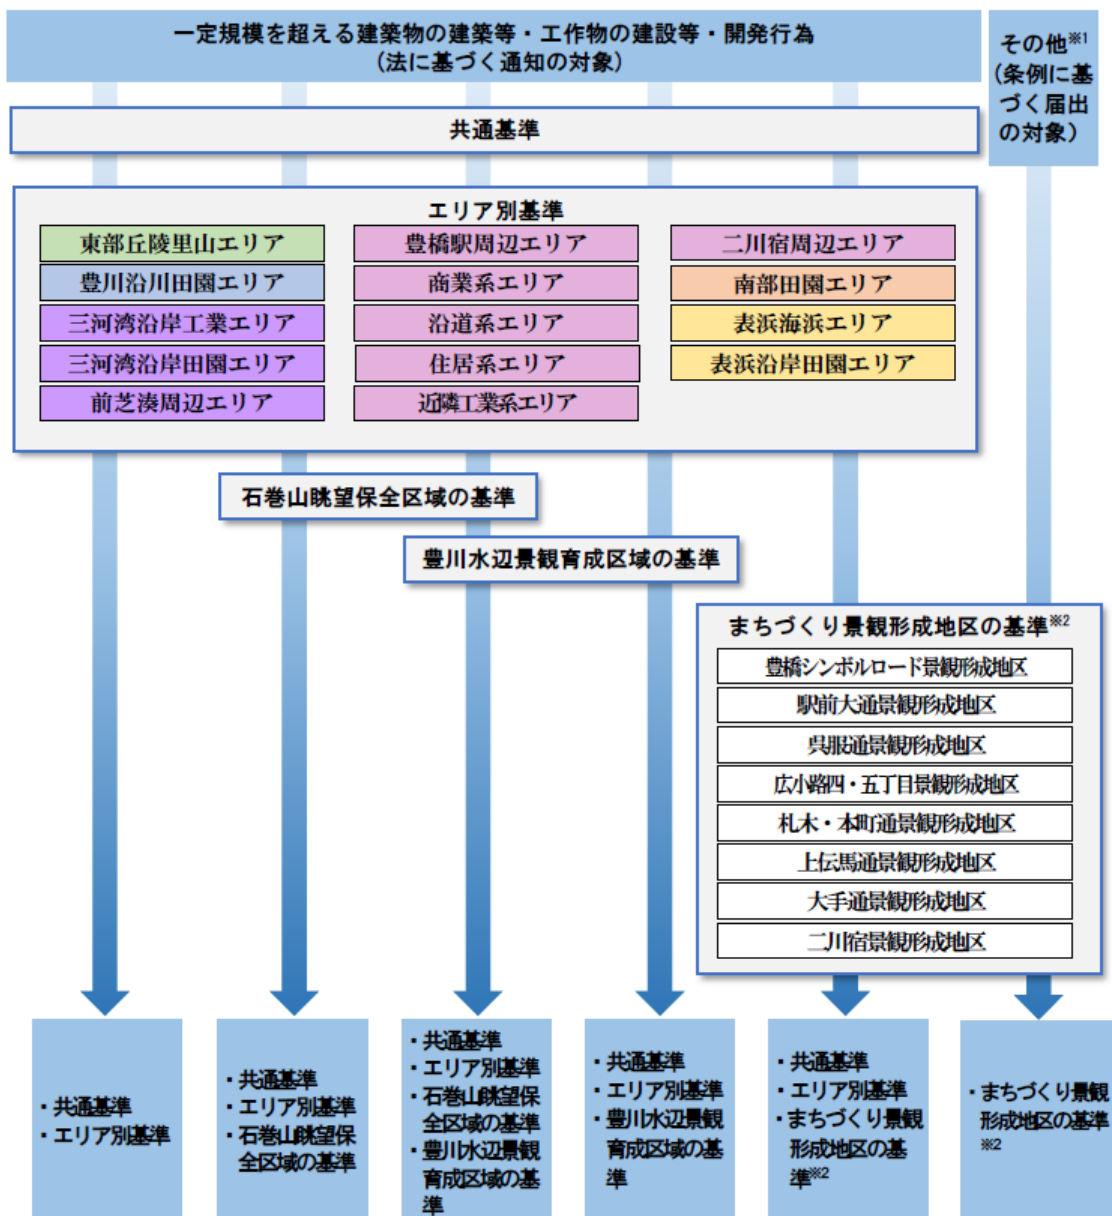 一定規模を超える建築物の建築等・工作物の建設等・開発行為
(法に基づく通知の対象)
その他※1
(条例に基
づく届出
の対象)
共通基準
エリア別基準
東部丘陵里山エリア
豊川沿川田園エリア
三河湾沿岸工業エリア
三河湾沿岸田園エリア
前芝湊周辺エリア
豊橋駅周辺エリア
商業系エリア
沿道系エリア
住居系エリア
近隣工業系エリア
二川宿周辺エリア
南部田園エリア
表浜海浜エリア
表浜沿岸田園エリア
石巻山眺望保全区域の基準
豊川水辺景観育成区域の基準
まちづくり景観形成地区の基準※2
豊橋シンボルロード景観形成地区
駅前大通景観形成地区
呉服通景観形成地区
広小路四・五丁目景観形成地区
札木・本町通景観形成地区
上伝馬通景観形成地区
大手通景観形成地区
二川宿景観形成地区
・共通基準
・エリア別基準
・共通基準
・エリア別基準
・石巻山眺望保
全区域の基準
・共通基準
・エリア別基準
・石巻山眺望保
全区域の基準
・豊川水辺景観
育成区域の基
準
・共通基準
・エリア別基準
・豊川水辺景観
育成区域の基
準
・共通基準
・エリア別基準
・まちづくり景観
形成地区の基
準※2
・まちづくり景観
形成地区の基準
※2